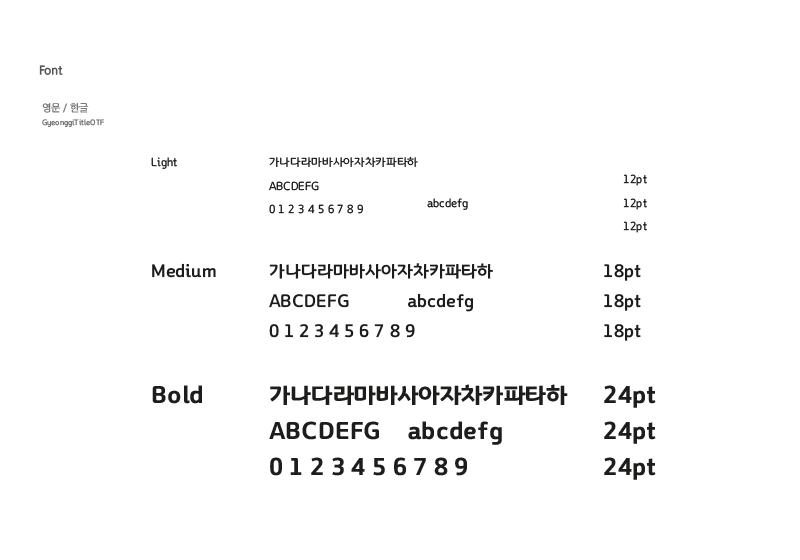 Font
영문 / 한글
GyeonggiTitleOTF
Light 가나다라마바사아자차카파타하
12pt
ABCDEFG
abcdefg 12pt
0 1 2 3 4 5 6 7 8 9
12pt
Medium 가나다라마바사아자차카파타하 18pt
ABCDEFG abcdefg 18pt
0 1 2 3 4 5 6 7 8 9 18pt
Bold 가나다라마바사아자차카파타하 24pt
ABCDEFG abcdefg 24pt
0 1 2 3 4 5 6 7 8 9 24pt